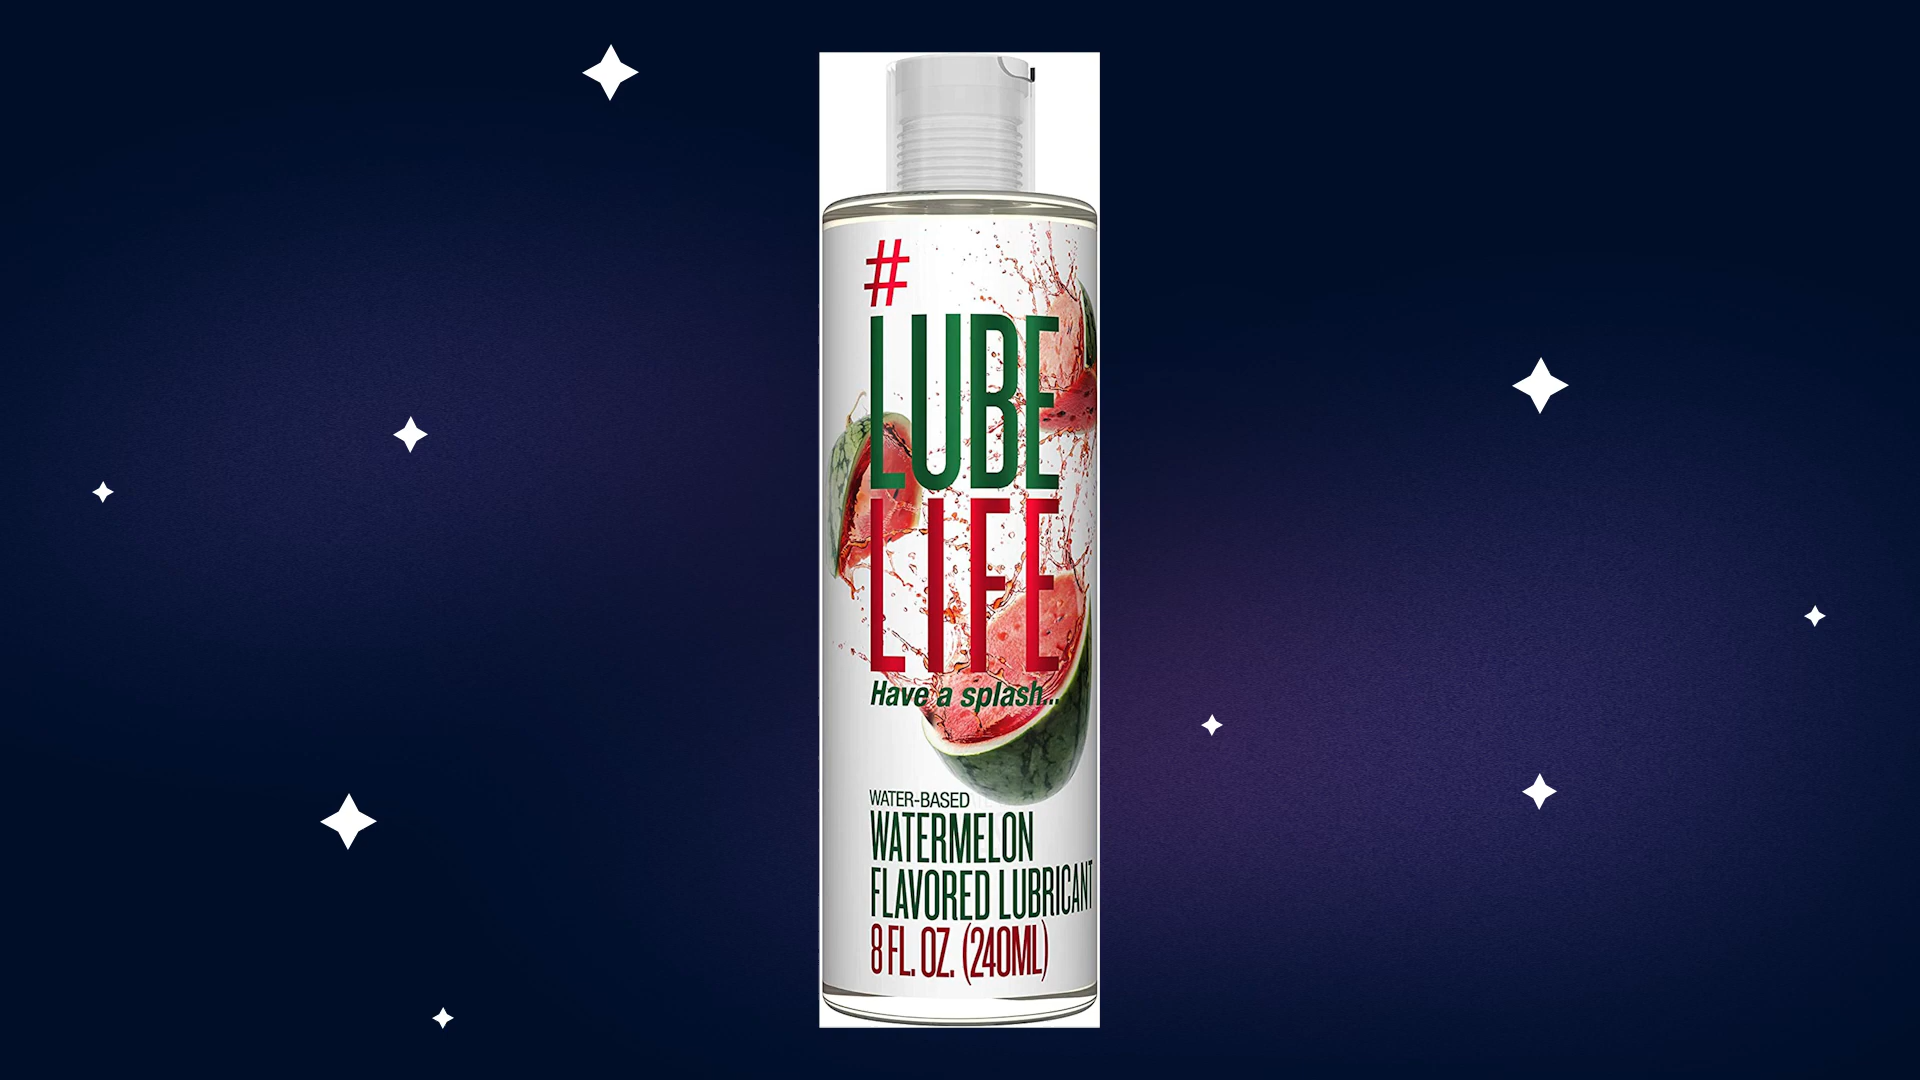 #
LUBE
LIFE
Have a splash...
WATER-BASED
WATERMELON
FLAVORED LUBRICANT
8 FL. OZ. (240ML)